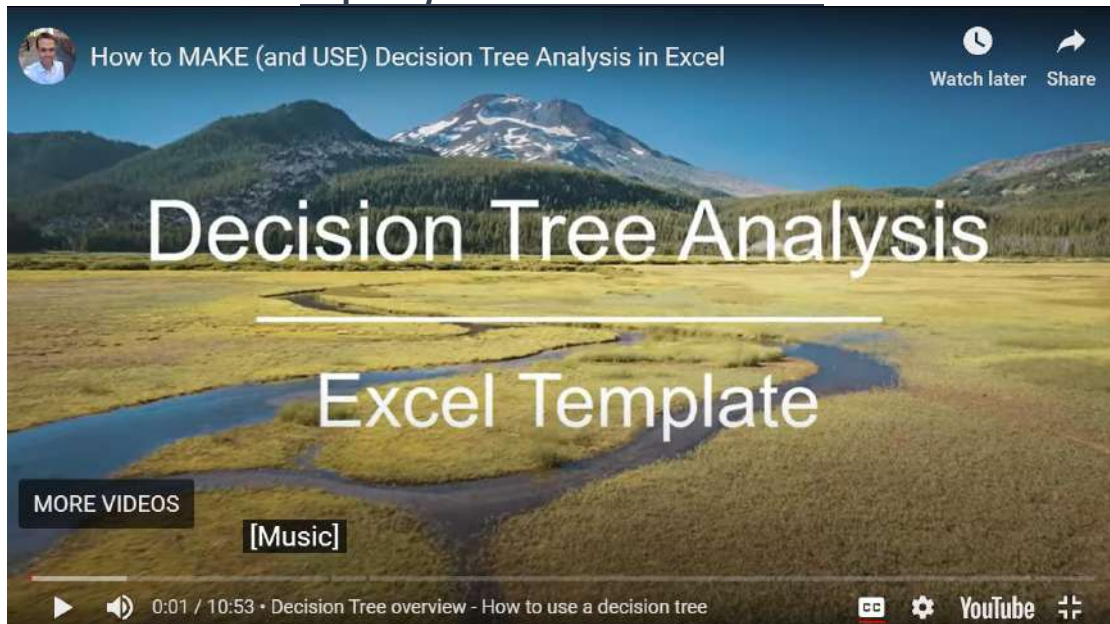 How to MAKE (and USE) Decision Tree Analysis in Excel
Watch later Share
Decision Tree Analysis
Excel Template
MORE VIDEOS
[Music]
0:01 / 10:53 • Decision Tree overview - How to use a decision tree
CC
YouTube